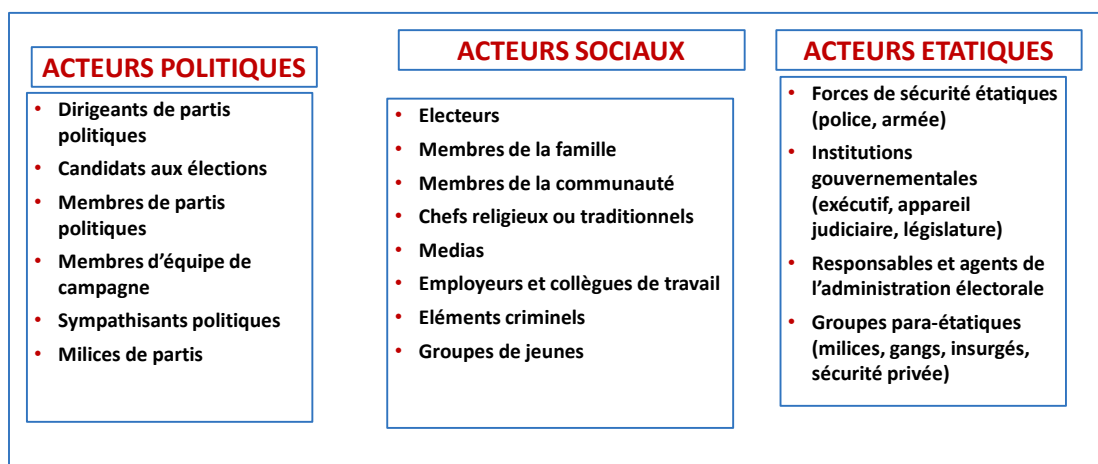 ACTEURS POLITIQUES
• Dirigeants de partis
politiques
• Candidats aux élections
• Membres de partis
politiques
• Membres d'équipe de
campagne
• Sympathisants politiques
• Milices de partis
ACTEURS SOCIAUX
• Electeurs
• Membres de la famille
• Membres de la communauté
• Chefs religieux ou traditionnels
• Medias
• Employeurs et collègues de travail
• Eléments criminels
• Groupes de jeunes
ACTEURS ETATIQUES
• Forces de sécurité étatiques
(police, armée)
• Institutions
gouvernementales
(exécutif, appareil
judiciaire, législature)
• Responsables et agents de
l'administration électorale
• Groupes para-étatiques
(milices, gangs, insurgés,
sécurité privée)